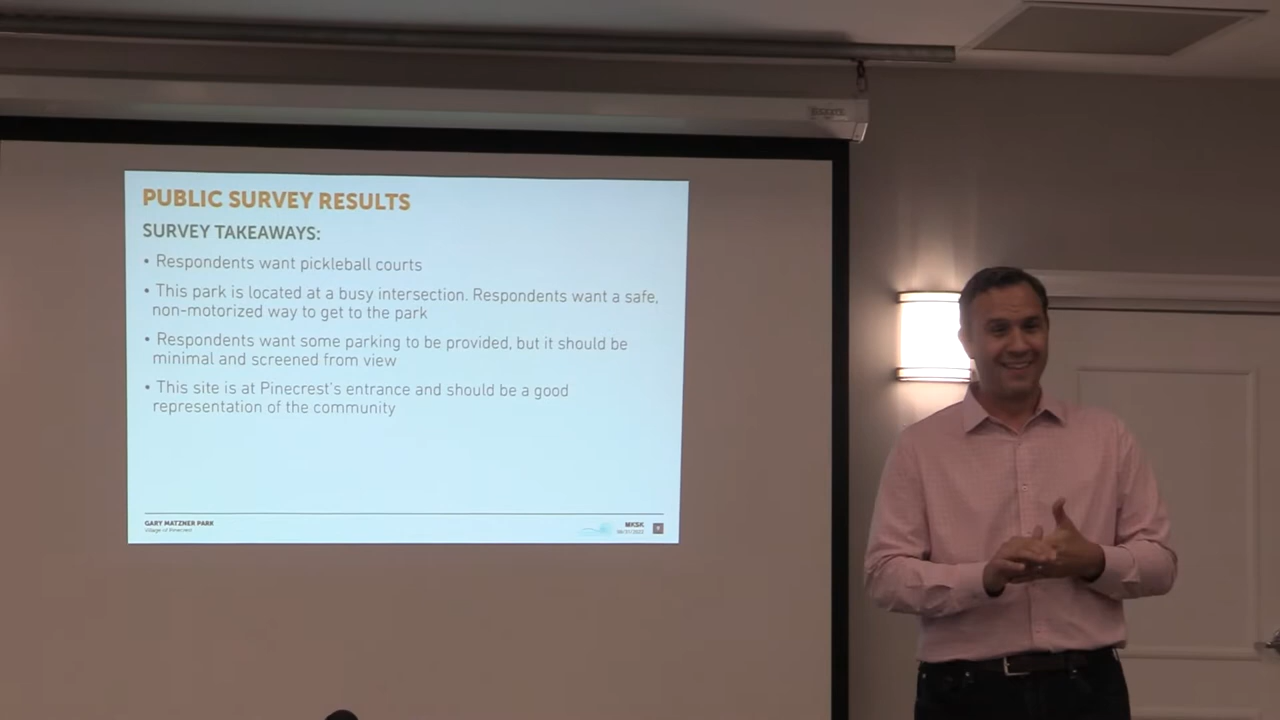 PUBLIC SURVEY RESULTS
SURVEY TAKEAWAYS:
• Respondents want pickleball courts
• This park is located at a busy intersection. Respondents want a safe,
non-motorized way to get to the park
• Respondents want some parking to be provided, but it should be
minimal and screened from view
• This site is at Pinecrest's entrance and should be a good
representation of the community
GARY MATZNER PARK
Village of Pinecrest
MKSK